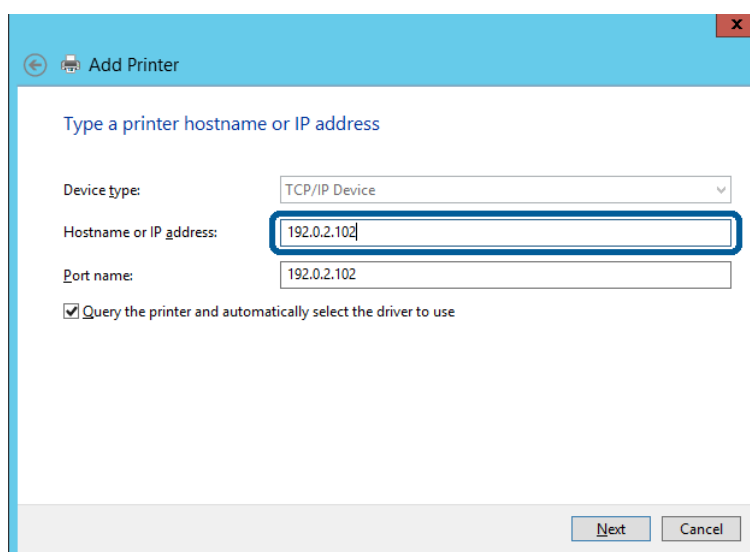 x
Add Printer
Type a printer hostname or IP address
Device type: TCP/IP Device
Hostname or IP address: 192.0.2.102
Port name: 192.0.2.102
Query the printer and automatically select the driver to use
Next Cancel